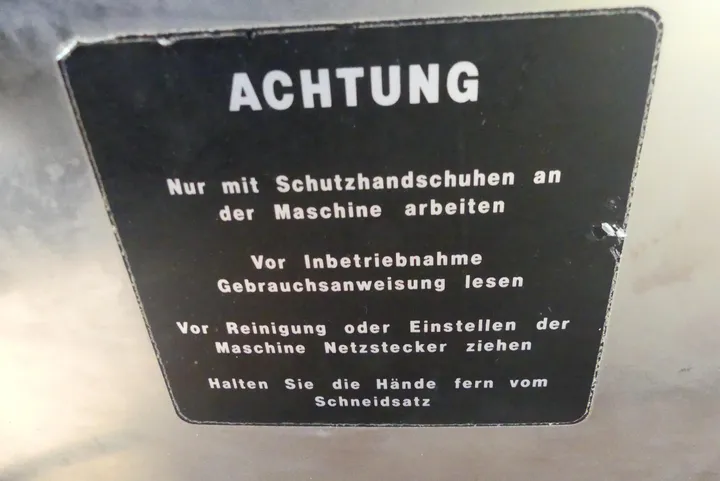 ACHTUNG
Nur mit Schutzhandschuhen an
der Maschine arbeiten
Vor Inbetriebnahme
Gebrauchsanweisung lesen
Vor Reinigung oder Einstellen der
Maschine Netzstecker ziehen
Halten Sie die Hände fern vom
Schneidsatz